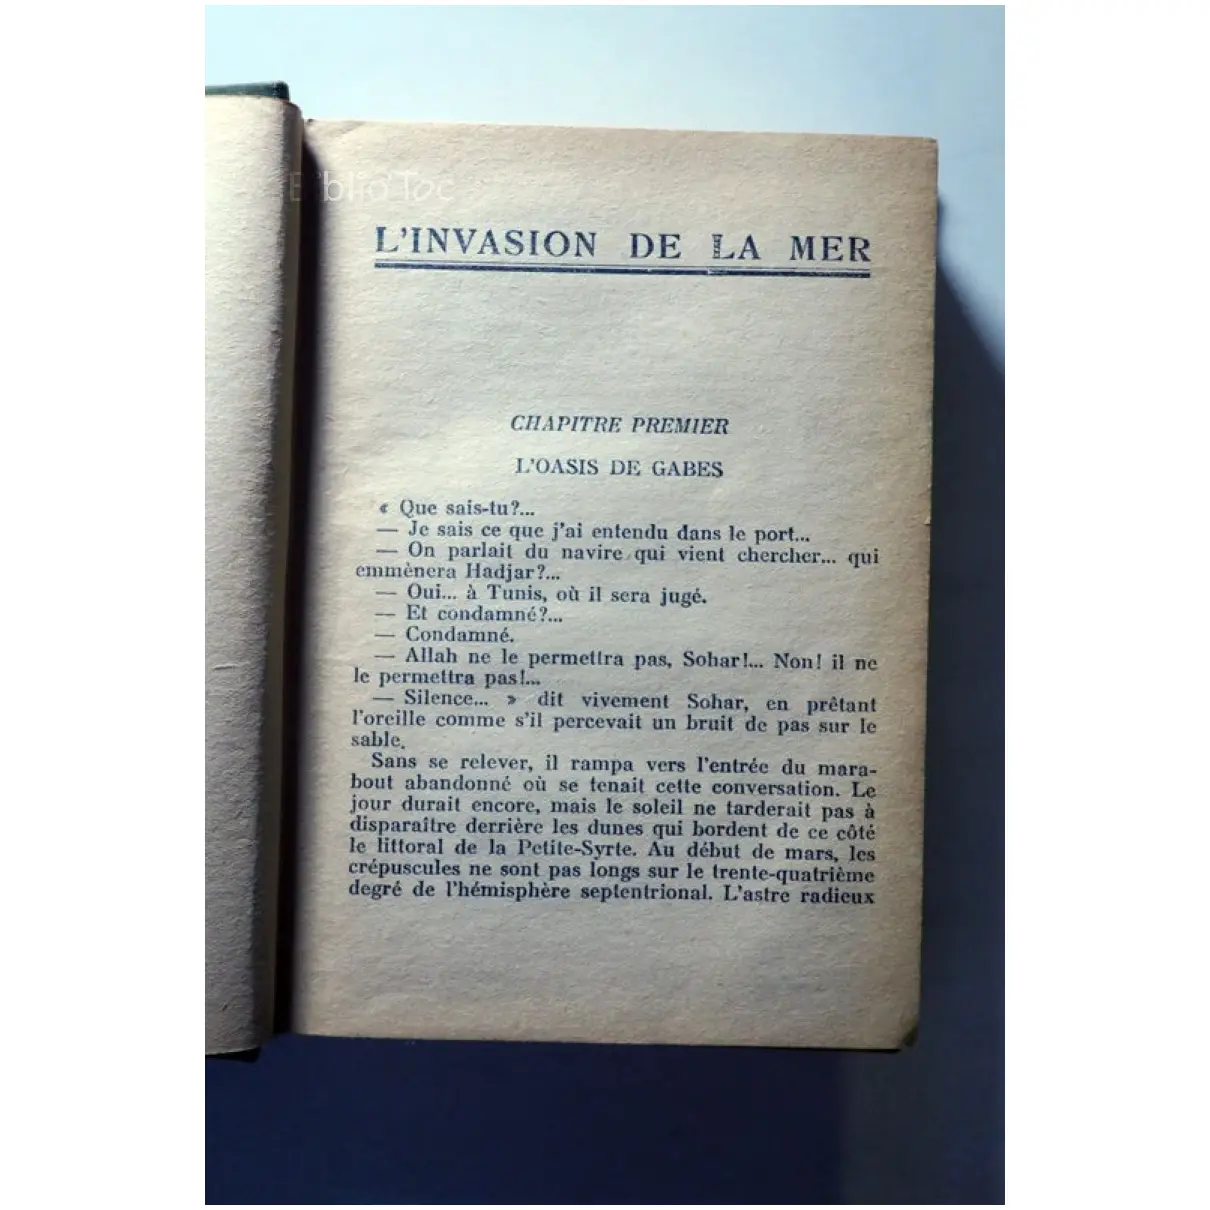 Biblio'Toc
L'INVASION DE LA MER
CHAPITRE PREMIER
L'OASIS DE GABES
« Que sais-tu?...
— Je sais ce que j'ai entendu dans le port...
— On parlait du navire qui vient chercher... qui
emmènera Hadjar?...
— Oui... à Tunis, où il sera jugé.
— Et condamné?...
— Condamné.
— Allah ne le permettra pas, Sohar!... Non! il ne
le permettra pas!...
— Silence... » dit vivement Sohar, en prêtant
l'oreille comme s'il percevait un bruit de pas sur le
sable.
Sans se relever, il rampa vers l'entrée du mara-
bout abandonné où se tenait cette conversation. Le
jour durait encore, mais le soleil ne tarderait pas à
disparaître derrière les dunes qui bordent de ce côté
le littoral de la Petite-Syrte. Au début de mars, les
crépuscules ne sont pas longs sur le trente-quatrième
degré de l'hémisphère septentrional. L'astre radieux